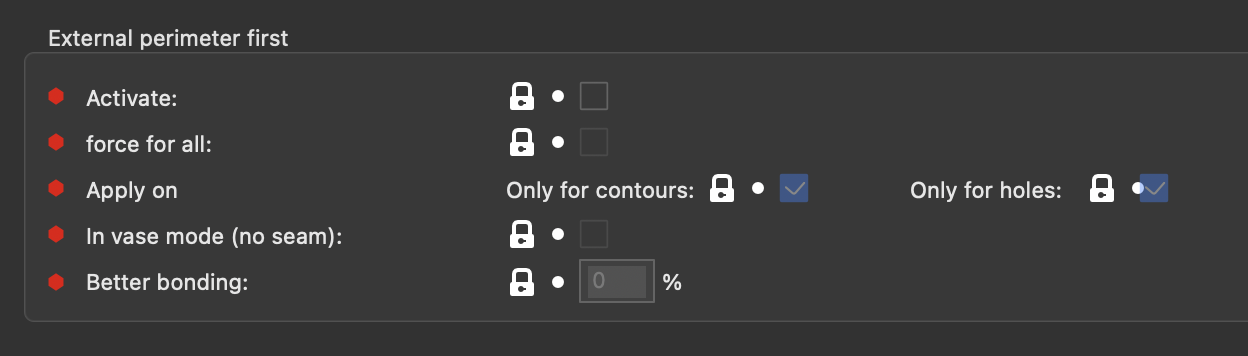 External perimeter first
Activate:
force for all:
Apply on Only for contours: Only for holes:
In vase mode (no seam):
Better bonding: 0 %